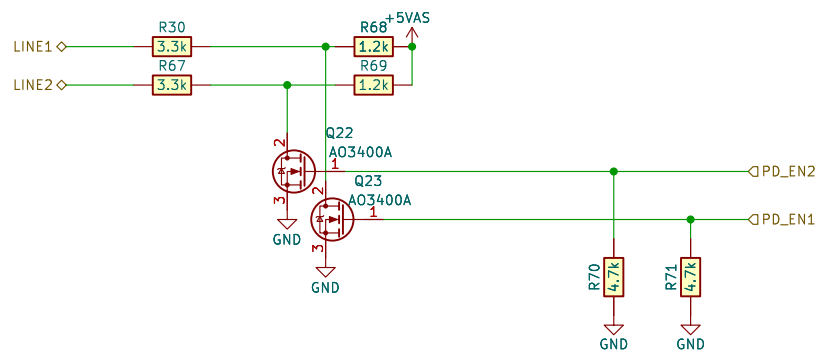 +5VAS
R30
R68
LINE1
3.3k
1.2k
R67
R69
LINE2
3.3k
1.2k
Q22
2
AO3400A
1
PD_EN2
Q23
3
2
AO3400A
1
PD_EN1
GND
3
GND
R70
4.7k
R71
4.7k
GND
GND